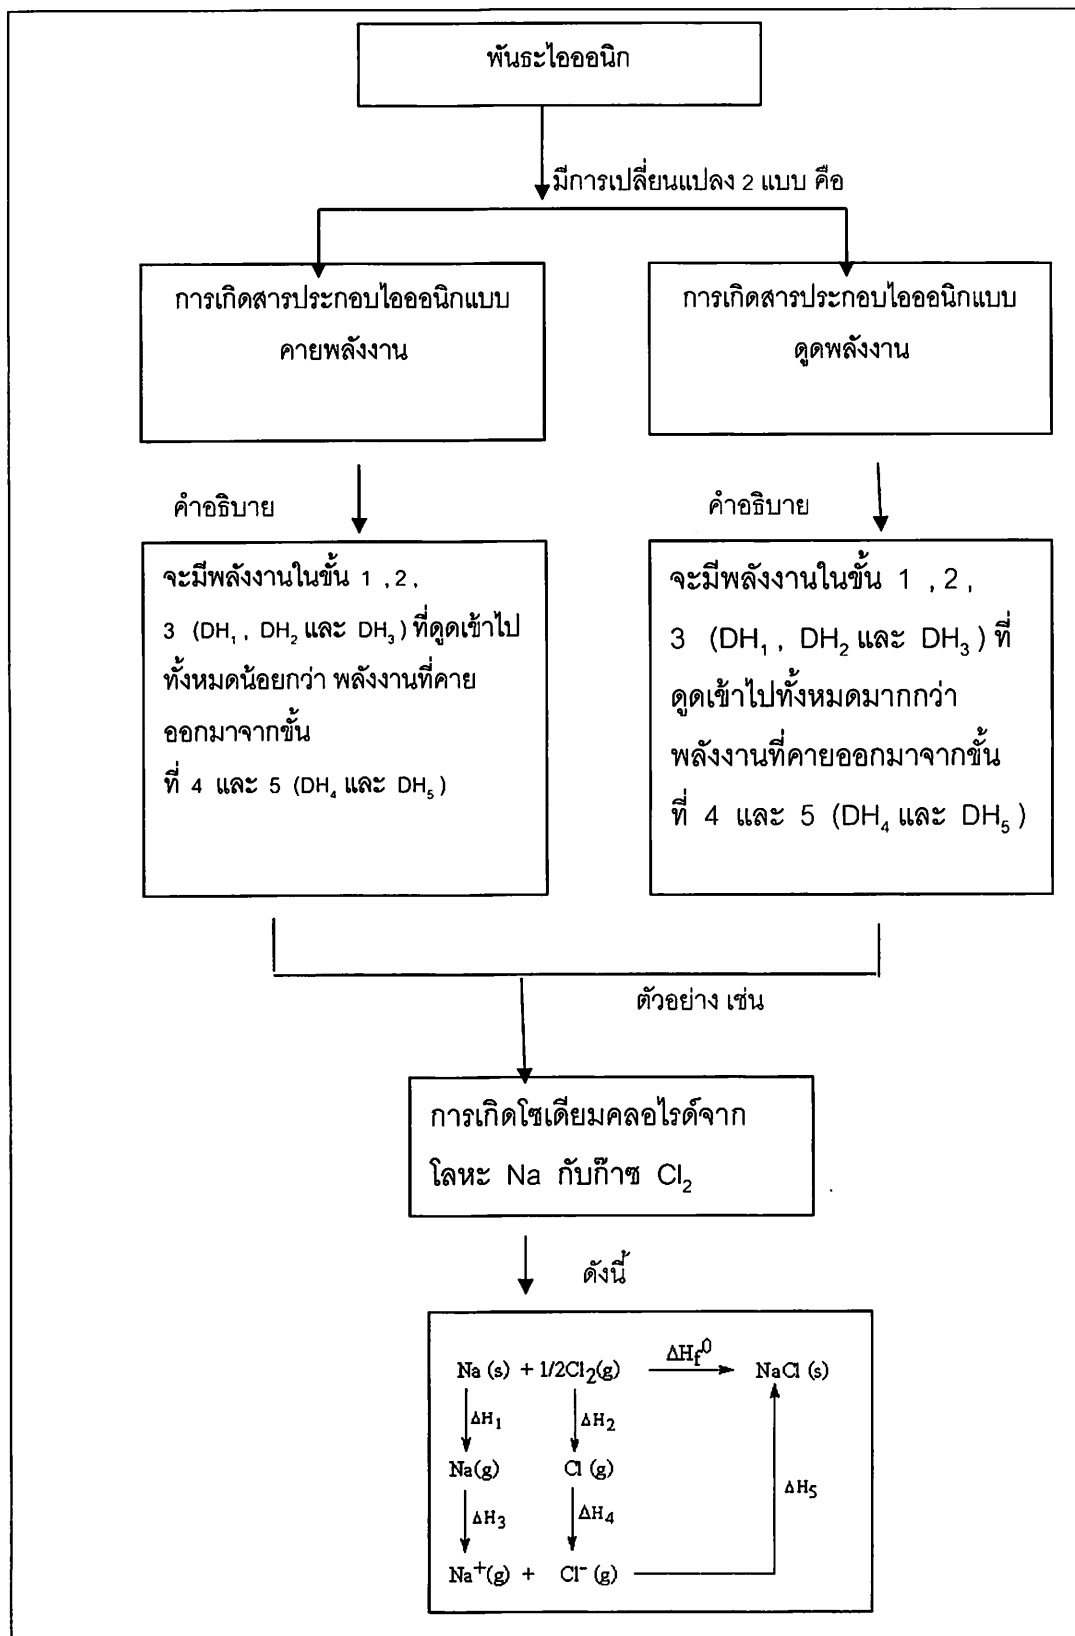 พันธะไอออนิก
มีการเปลี่ยนแปลง 2 แบบ คือ
การเกิดสารประกอบไอออนิกแบบ
คายพลังงาน
การเกิดสารประกอบไอออนิกแบบ
ดูดพลังงาน
คำอธิบาย
คำอธิบาย
จะมีพลังงานในขั้น 1 , 2 ,
3 (DH₁ , DH₂ และ DH₃ ) ที่ดูดเข้าไป
ทั้งหมดน้อยกว่า พลังงานที่คาย
ออกมาจากขั้น
ที่ 4 และ 5 (DH₄ และ DH₅ )
จะมีพลังงานในขั้น 1 , 2 ,
3 (DH₁ , DH₂ และ DH₃ ) ที่
ดูดเข้าไปทั้งหมดมากกว่า
พลังงานที่คายออกมาจากขั้น
ที่ 4 และ 5 (DH₄ และ DH₅ )
ตัวอย่าง เช่น
การเกิดโซเดียมคลอไรด์จาก
โลหะ Na กับก๊าซ Cl₂
ดังนี้
Na (s) + 1/2Cl₂(g) ΔHf⁰ NaCl (s)
ΔH₁ ΔH₂
Na(g) Cl (g)
ΔH₅
ΔH₃ ΔH₄
Na⁺(g) + Cl⁻ (g)